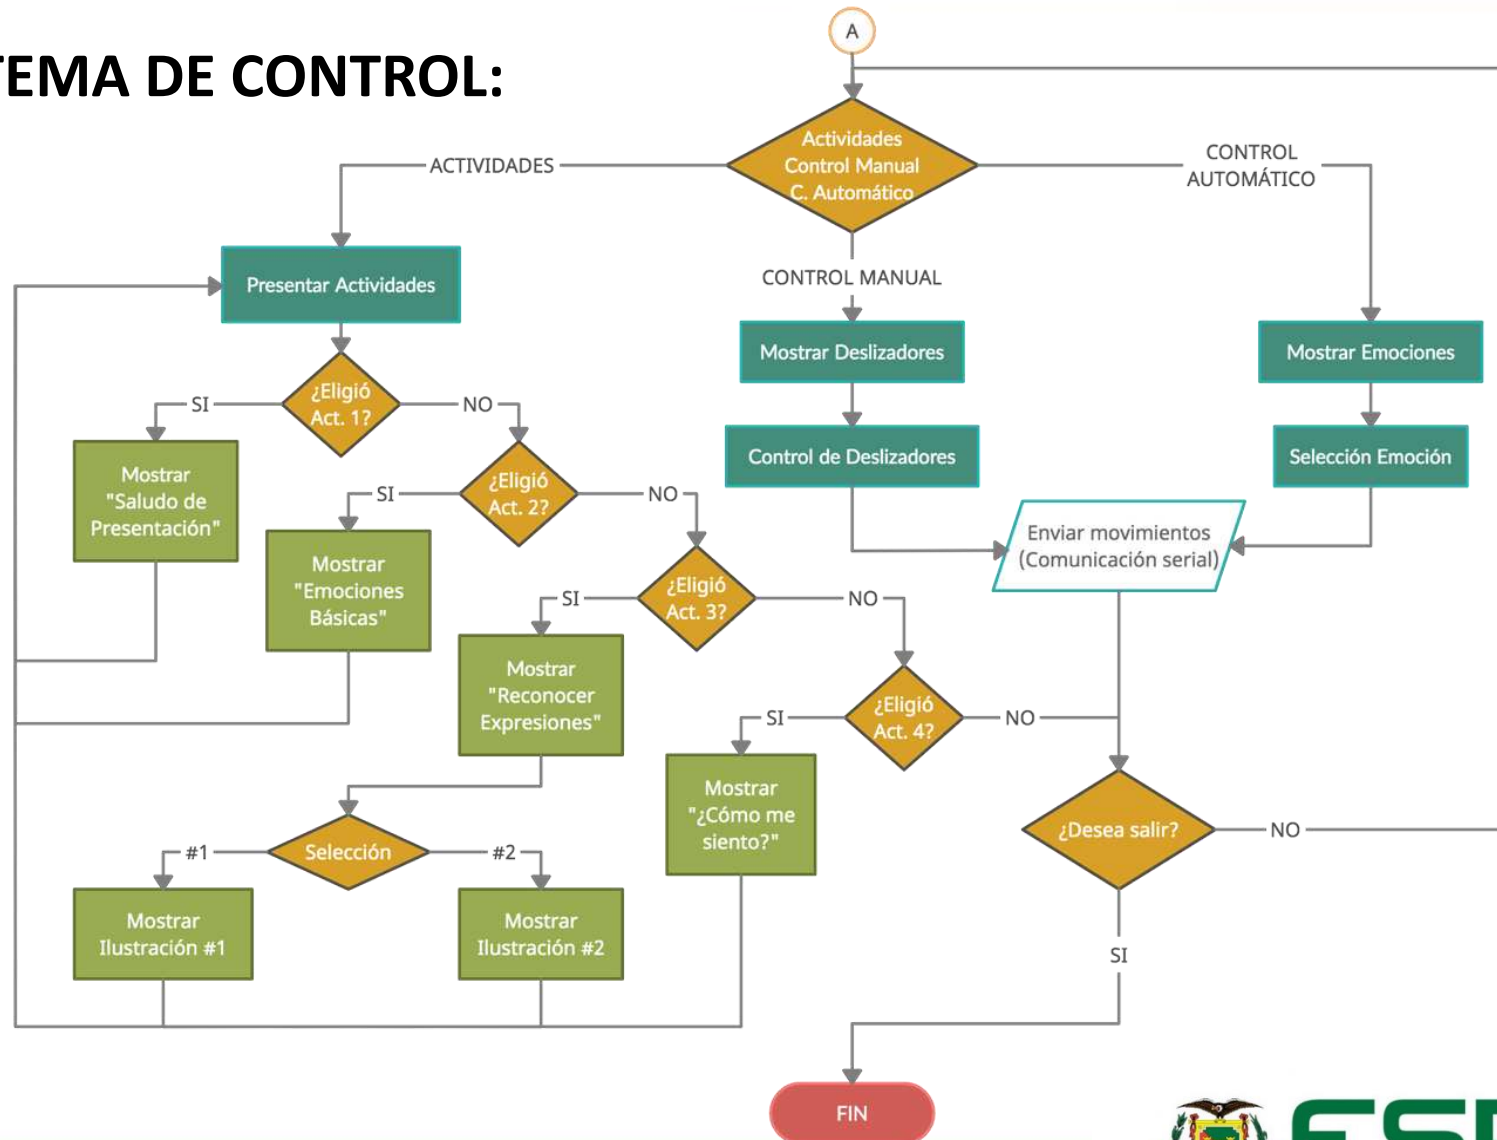 TEMA DE CONTROL:
A
Actividades
Control Manual
C. Automático
ACTIVIDADES
CONTROL
AUTOMÁTICO
CONTROL MANUAL
Presentar Actividades
Mostrar Deslizadores
Mostrar Emociones
¿Eligió
Act. 1?
SI
NO
Control de Deslizadores
Selección Emoción
Mostrar
"Saludo de
Presentación"
¿Eligió
Act. 2?
SI
NO
Enviar movimientos
(Comunicación serial)
Mostrar
"Emociones
Básicas"
¿Eligió
Act. 3?
SI
NO
Mostrar
"Reconocer
Expresiones"
¿Eligió
Act. 4?
SI
NO
Mostrar
"¿Cómo me
siento?"
¿Desea salir?
NO
Selección
#1
#2
Mostrar
Ilustración #1
Mostrar
Ilustración #2
SI
FIN